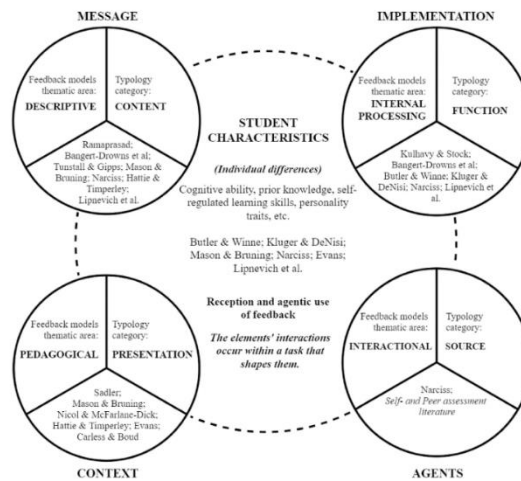 MESSAGE
Feedback models
thematic area:
DESCRIPTIVE
Typology
category:
CONTENT
Ramaprasad;
Bangert-Drowns et al;
Tunstall & Gipps; Mason &
Bruning; Narciss; Hattie &
Timperley;
Lipnevich et al.
IMPLEMENTATION
Feedback models
thematic area:
INTERNAL
PROCESSING
Typology
category:
FUNCTION
Kulhavy & Stock;
Bangert-Drowns et al;
Butler & Winne; Kluger &
DeNisi; Narciss; Lipnevich et
al.
STUDENT
CHARACTERISTICS
(Individual differences)
Cognitive ability, prior knowledge, self-
regulated learning skills, personality
traits, etc.
Butler & Winne; Kluger & DeNisi;
Mason & Bruning; Narciss; Evans;
Lipnevich et al.
Reception and agentic use
of feedback
The elements' interactions
occur within a task that
shapes them.
Feedback models
thematic area:
PEDAGOGICAL
Typology
category:
PRESENTATION
Sadler;
Mason & Bruning;
Nicol & McFarlane-Dick;
Hattie & Timperley; Evans;
Carless & Boud
CONTEXT
Feedback models
thematic area:
INTERACTIONAL
Typology
category:
SOURCE
Narciss;
Self- and Peer assessment
literature
AGENTS